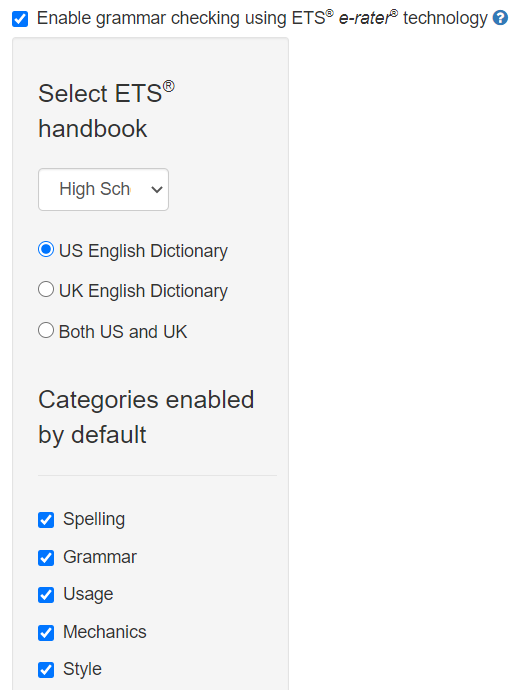 Enable grammar checking using ETS® e-rater® technology ?
Select ETS®
handbook
High Sch
US English Dictionary
UK English Dictionary
Both US and UK
Categories enabled
by default
Spelling
Grammar
Usage
Mechanics
Style